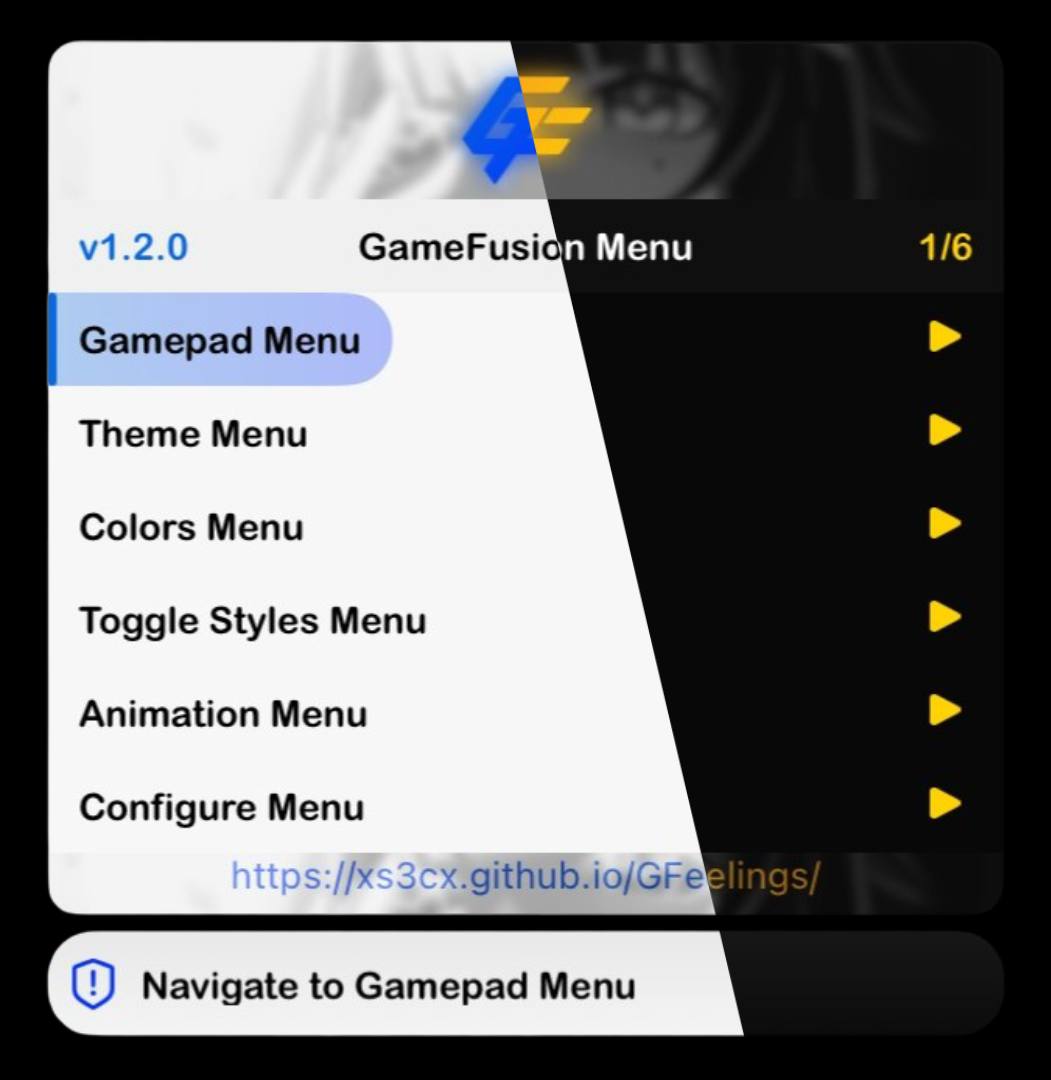 v1.2.0 GameFusion Menu 1/6
Gamepad Menu
Theme Menu
Colors Menu
Toggle Styles Menu
Animation Menu
Configure Menu
https://xs3cx.github.io/GFeelings/
Navigate to Gamepad Menu